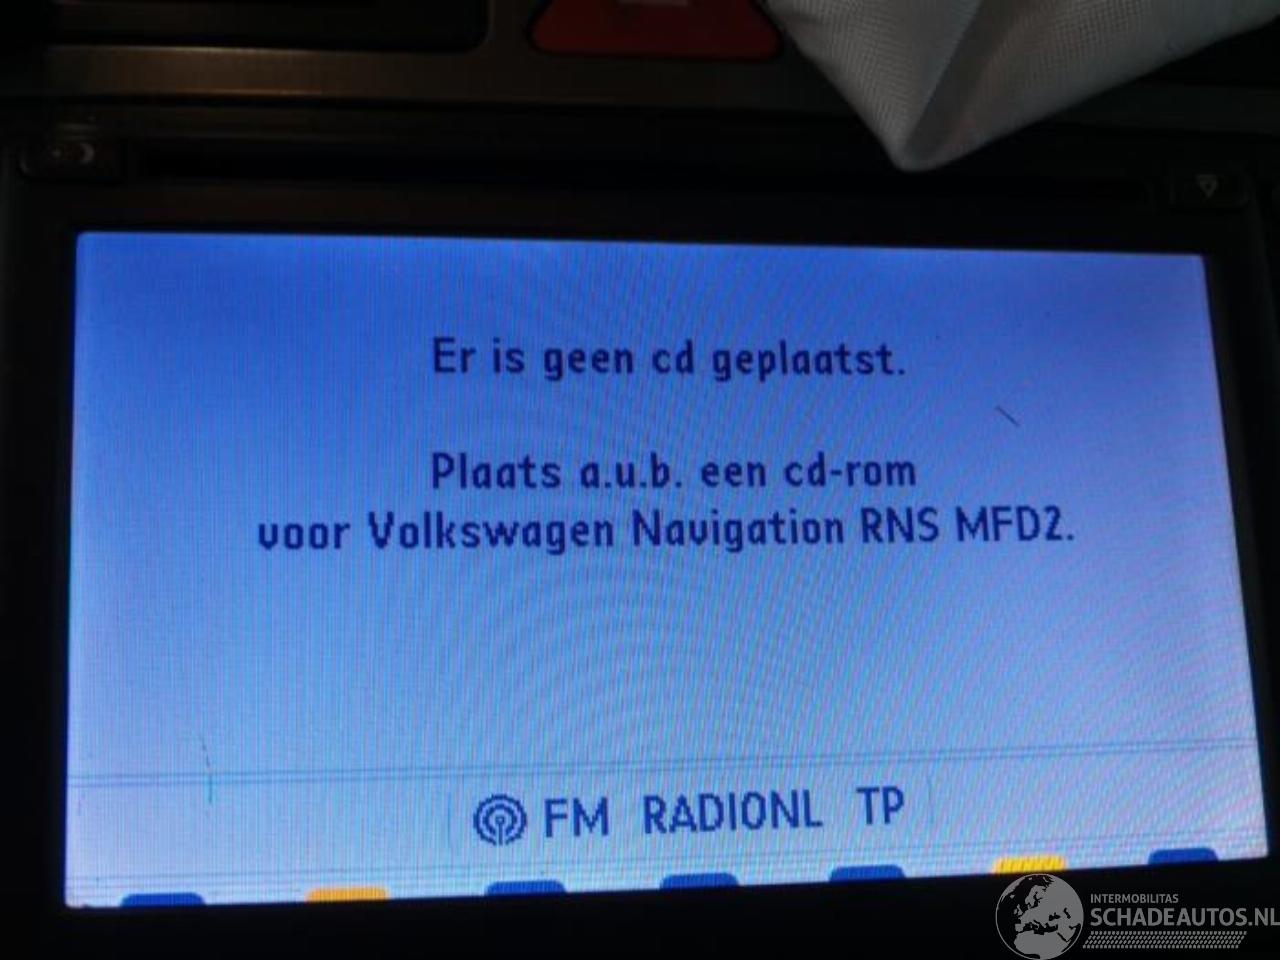 Er is geen cd geplaatst.
Plaats a.u.b. een cd-rom
voor Volkswagen Navigation RNS MFD2.
FM RADIONL TP
INTERMOBILITAS
SCHADEAUTOS.NL